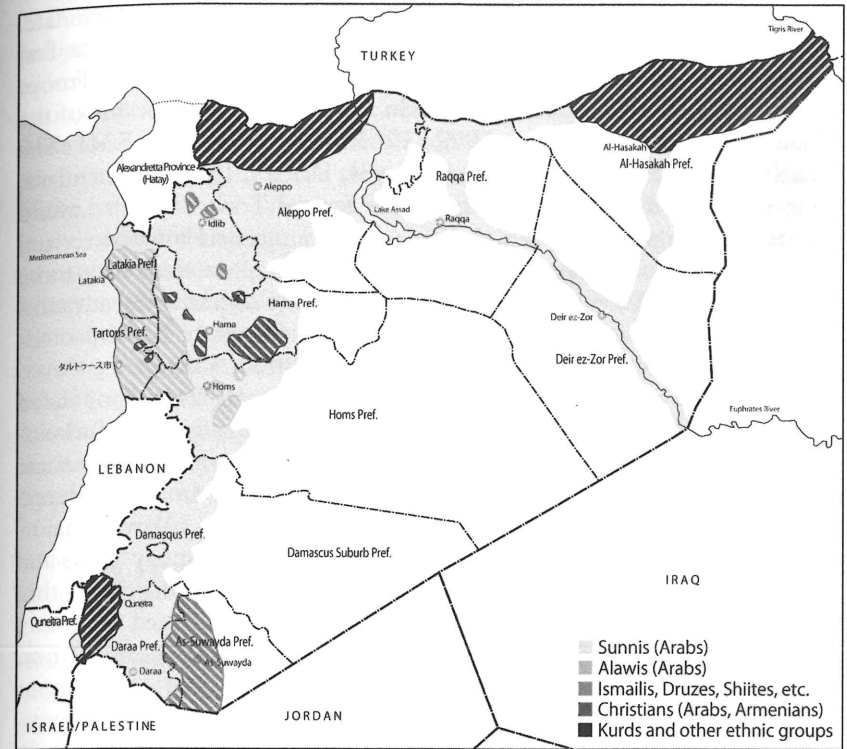 Tigris River
TURKEY
Al-Hasakah
Al-Hasakah Pref.
Alexandretta Province
(Hatay)
Aleppo
Raqqa Pref.
Aleppo Pref.
Lake Assad
Raqqa
Idlib
Mediterranean Sea
Latakia Pref.
Latakia
Hama Pref.
Hama
Deir ez-Zor
Tartous Pref.
Deir ez-Zor Pref.
タルトゥース市
Homs
Homs Pref.
Euphrates River
LEBANON
Damasqus Pref.
Damascus Suburb Pref.
IRAQ
Quneitra
Quneitra Pref.
Daraa Pref.
As-Suwayda Pref.
As-Suwayda
Daraa
Sunnis (Arabs)
Alawis (Arabs)
Ismailis, Druzes, Shiites, etc.
Christians (Arabs, Armenians)
Kurds and other ethnic groups
JORDAN
ISRAEL/PALESTINE